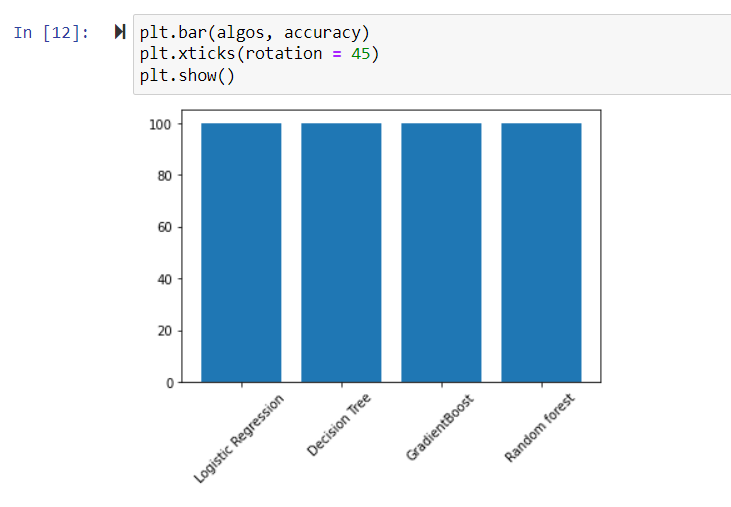 In [12]:
plt.bar(algos, accuracy)
plt.xticks(rotation = 45)
plt.show()
100
80
60
40
20
0
Logistic Regression
Decision Tree
GradientBoost
Random forest